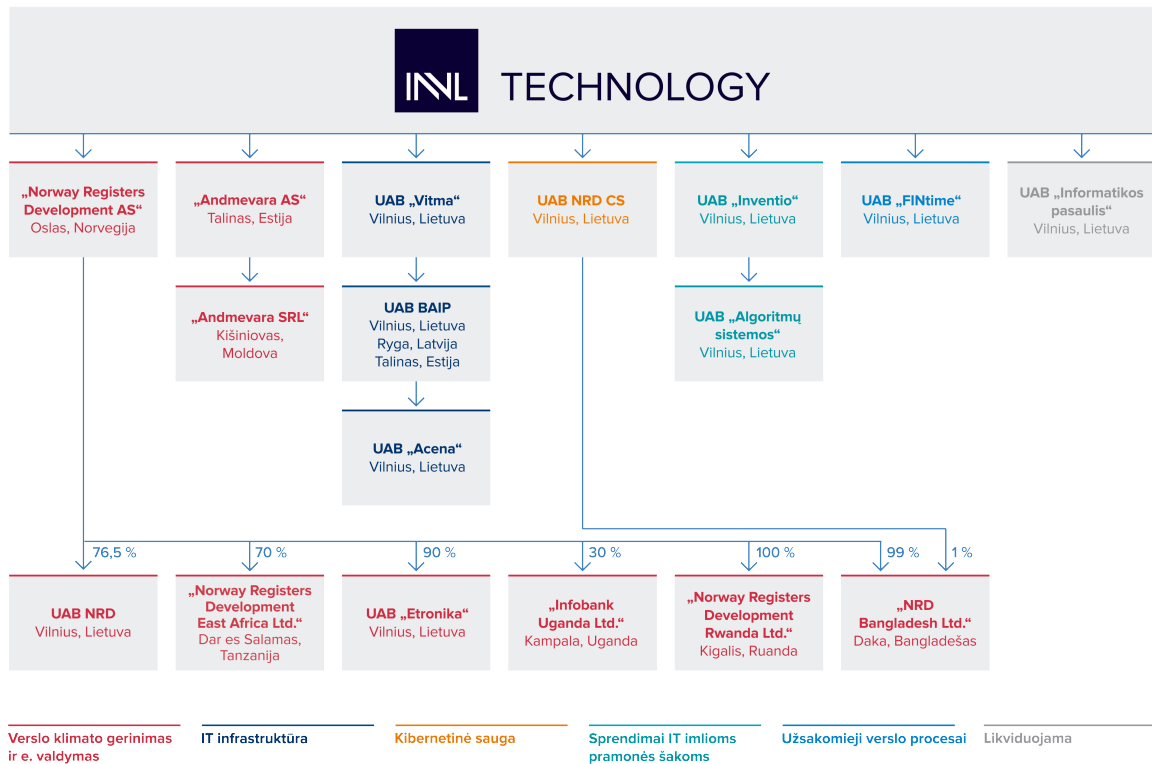 INVL TECHNOLOGY
„Norway Registers
Development AS“
Oslas, Norvegija
„Andmevara AS“
Talinas, Estija
UAB „Vitma“
Vilnius, Lietuva
UAB NRD CS
Vilnius, Lietuva
UAB „Inventio“
Vilnius, Lietuva
UAB „FINtime“
Vilnius, Lietuva
UAB „Informatikos
pasaulis“
Vilnius, Lietuva
„Andmevara SRL“
Kišiniovas,
Moldova
UAB BAIP
Vilnius, Lietuva
Ryga, Latvija
Talinas, Estija
UAB „Algoritmų
sistemos“
Vilnius, Lietuva
UAB „Acena“
Vilnius, Lietuva
76,5 %
70 %
90 %
30 %
100 %
99 %
1 %
UAB NRD
Vilnius, Lietuva
„Norway Registers
Development
East Africa Ltd.“
Dar es Salamas,
Tanzanija
UAB „Etronika“
Vilnius, Lietuva
„Infobank
Uganda Ltd.“
Kampala, Uganda
„Norway Registers
Development
Rwanda Ltd.“
Kigalis, Ruanda
„NRD
Bangladesh Ltd.“
Daka, Bangladešas
Verslo klimato gerinimas
ir e. valdymas
IT infrastruktūra
Kibernetinė sauga
Sprendimai IT imlioms
pramonės šakoms
Užsakomieji verslo procesai
Likviduojama